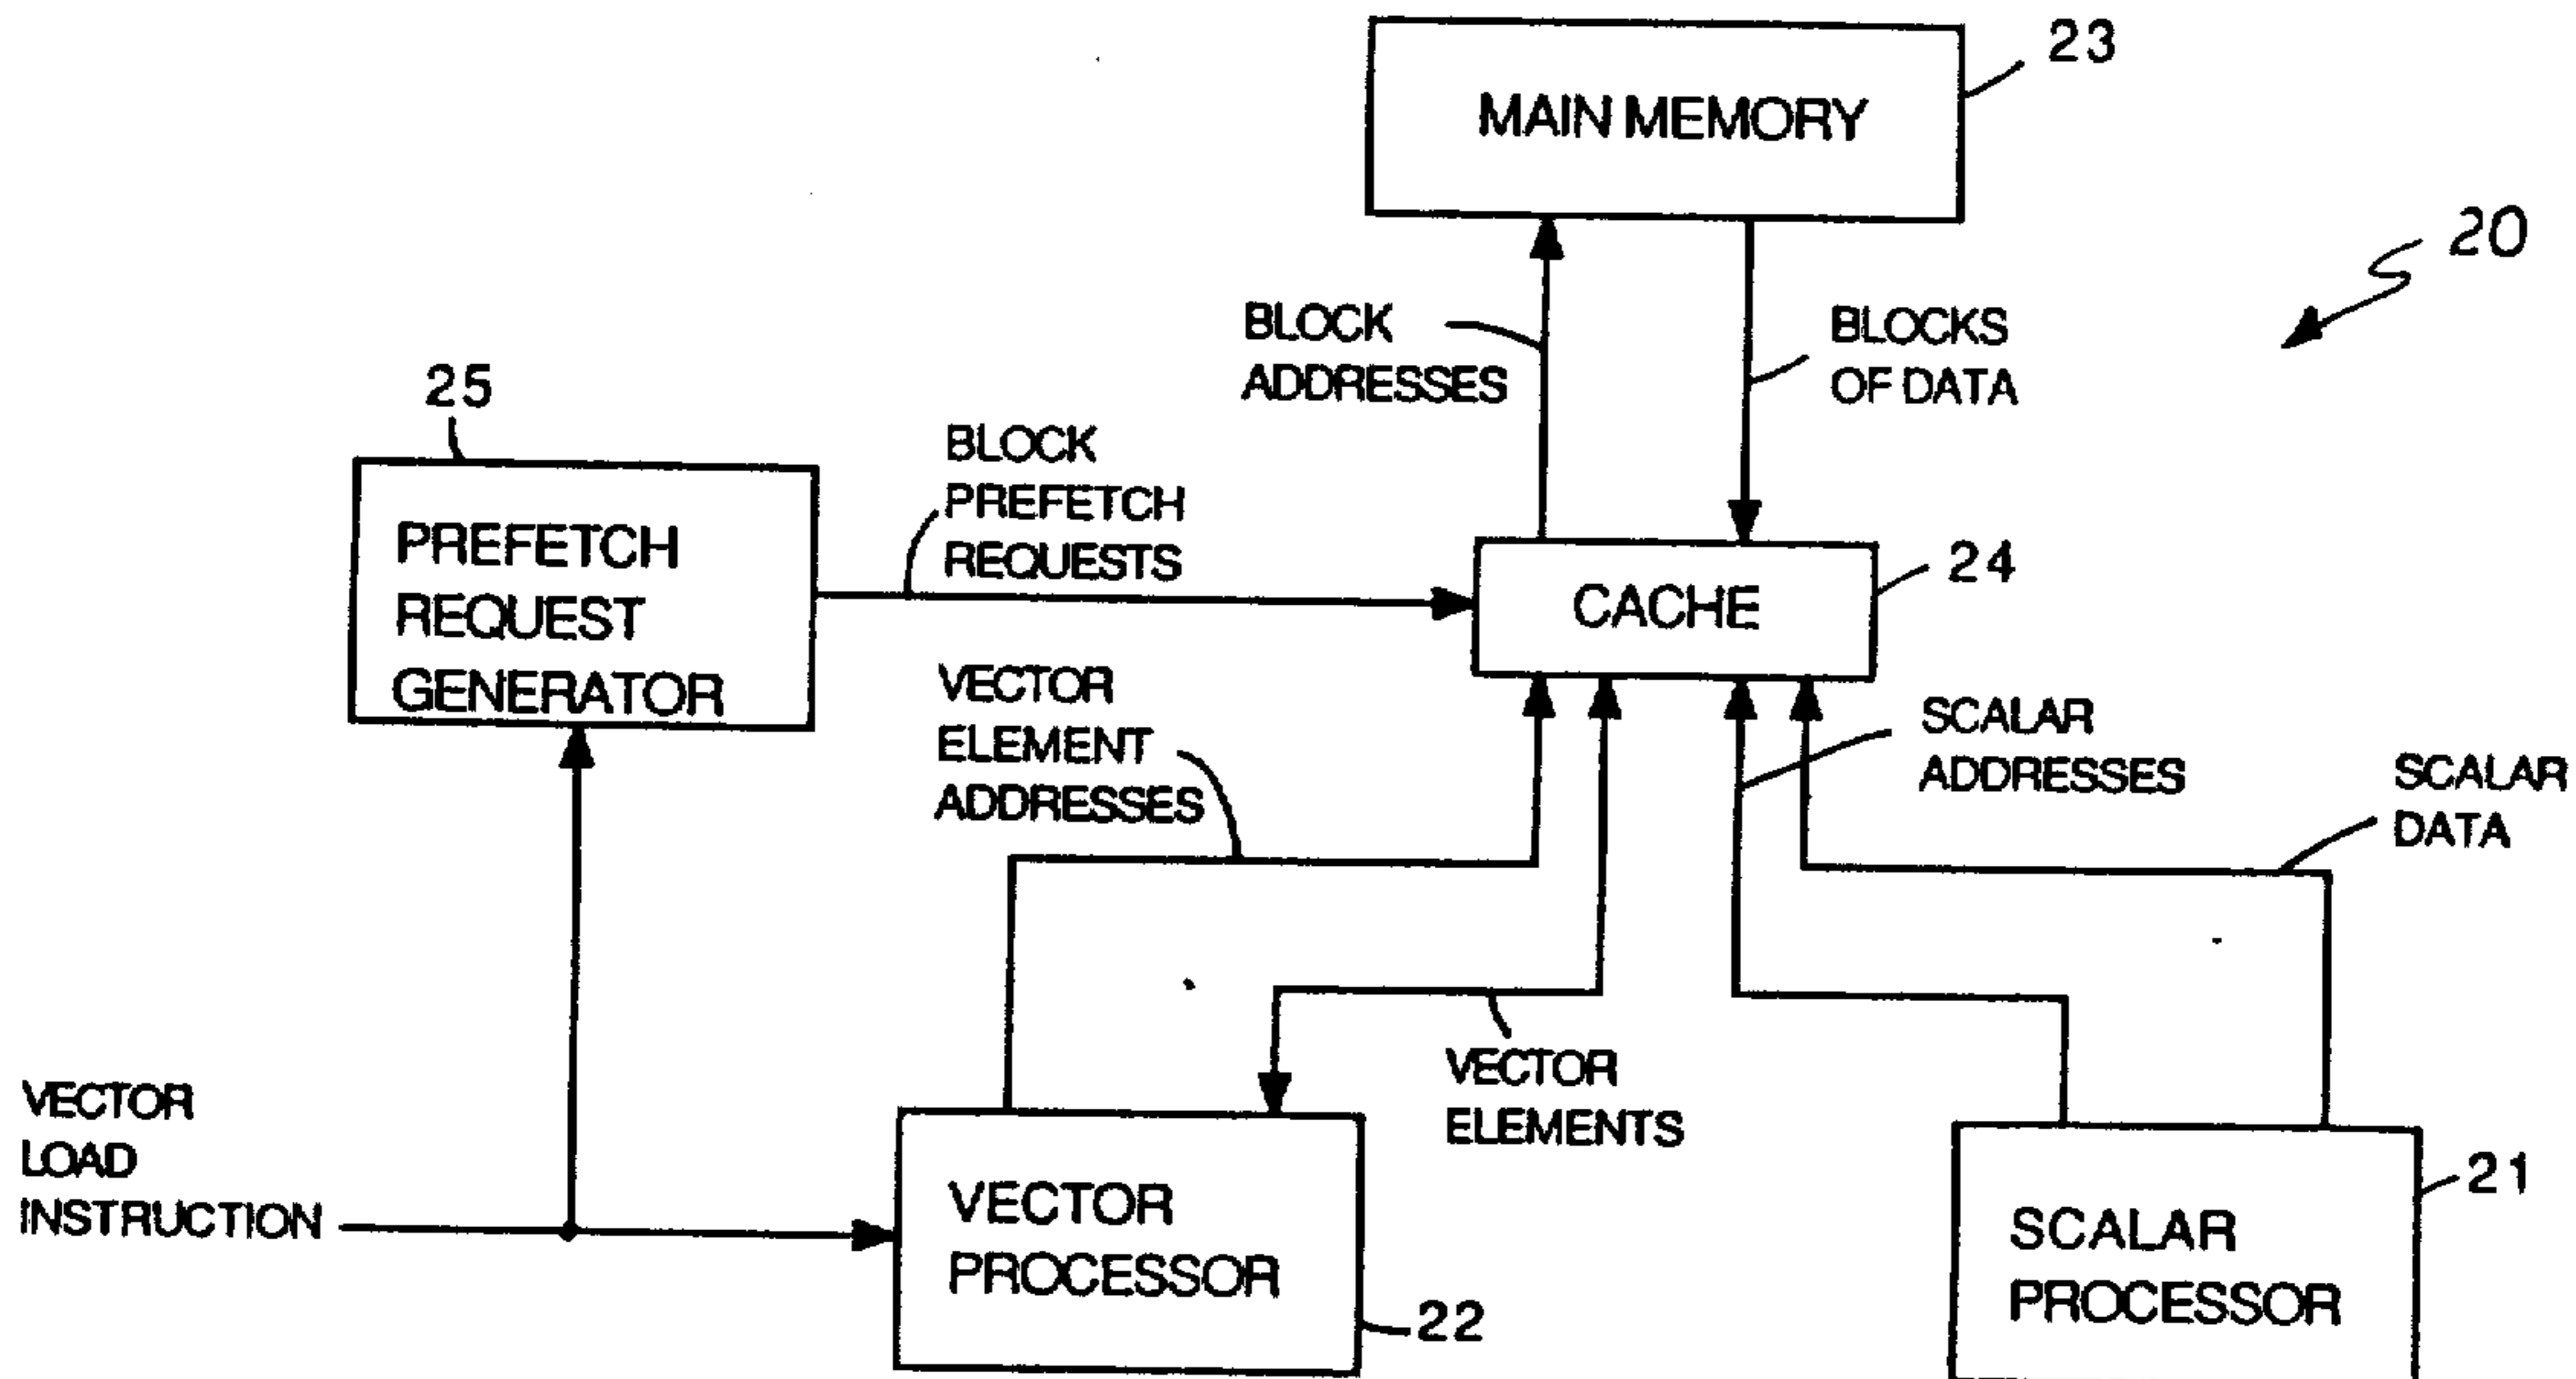 23
MAIN MEMORY
20
BLOCK
ADDRESSES
BLOCKS
OF DATA
25
BLOCK
PREFETCH
REQUESTS
PREFETCH
REQUEST
GENERATOR
24
CACHE
VECTOR
ELEMENT
ADDRESSES
SCALAR
ADDRESSES
SCALAR
DATA
VECTOR
ELEMENTS
VECTOR
LOAD
INSTRUCTION
VECTOR
PROCESSOR
22
21
SCALAR
PROCESSOR